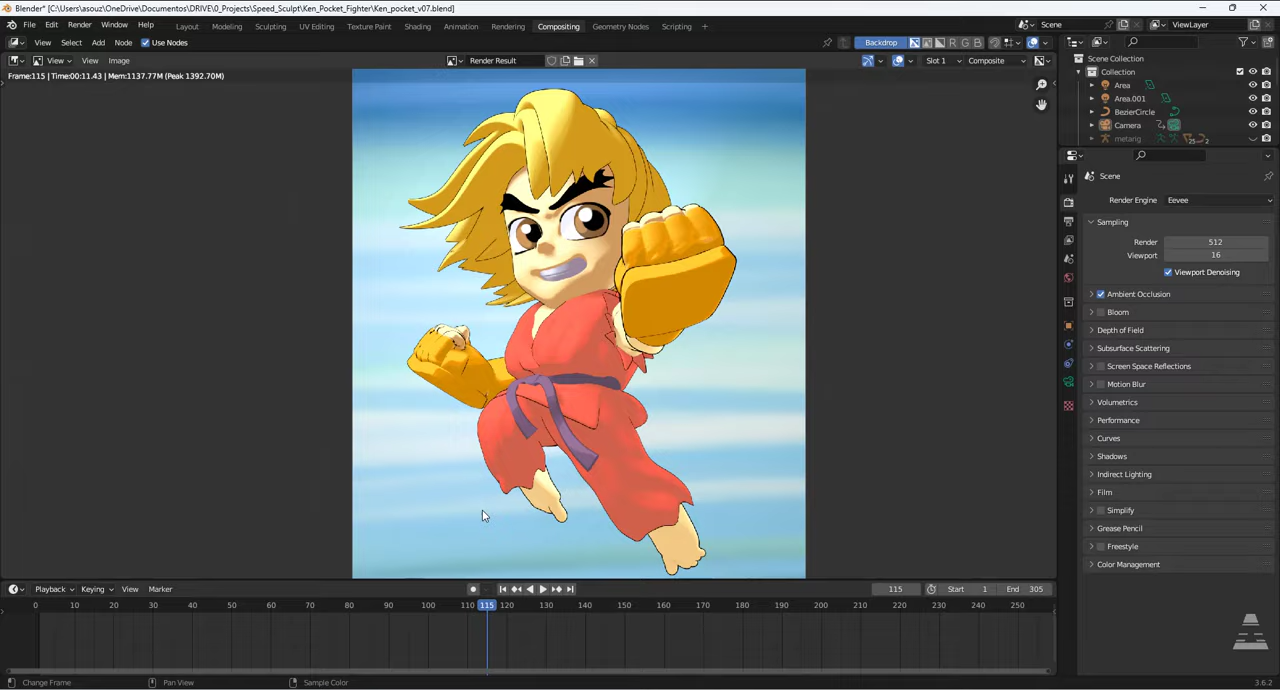 Blender* [C:\Users\asouz\OneDrive\Documentos\DRIVE\0_Projects\Speed_Sculpt\Ken_Pocket_Fighter\Ken_pocket_v07.blend]
File Edit Render Window Help Layout Modeling Sculpting UV Editing Texture Paint Shading Animation Rendering Compositing Geometry Nodes Scripting + Scene ViewLayer
View Select Add Node Use Nodes Backdrop R G B
View View Image Render Result Slot 1 Composite
Frame:115 | Time:00:11.43 | Mem:1137.77M (Peak 1392.70M)
Scene Collection
Collection
Area
Area.001
BezierCircle
Camera
metarig 25 2
Scene
Render Engine Eevee
Sampling
Render 512
Viewport 16
Viewport Denoising
Ambient Occlusion
Bloom
Depth of Field
Subsurface Scattering
Screen Space Reflections
Motion Blur
Volumetrics
Performance
Curves
Shadows
Indirect Lighting
Film
Simplify
Grease Pencil
Freestyle
Color Management
Playback Keying View Marker 115 Start 1 End 305
0 10 20 30 40 50 60 70 80 90 100 110 115 120 130 140 150 160 170 180 190 200 210 220 230 240 250
Change Frame Pan View Sample Color 3.6.2